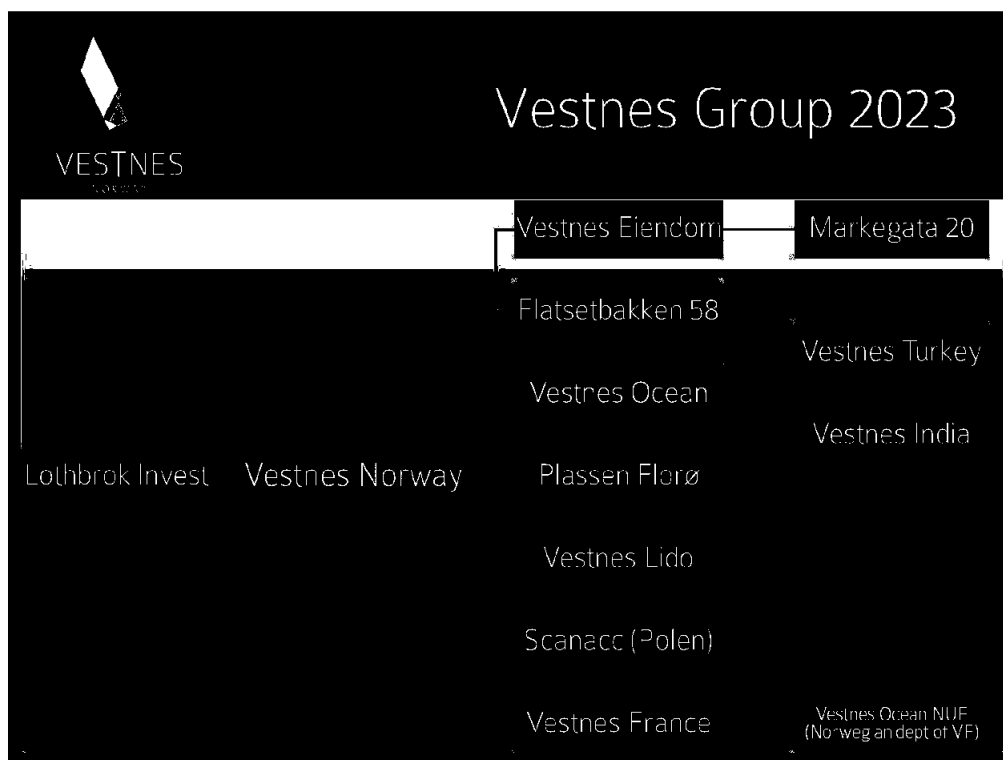 VESTNES
NORWAY
Vestnes Group 2023
Vestnes Eiendom
Markegata 20
Flatsetbakken 58
Vestnes Turkey
Vestnes Ocean
Vestnes India
Lothbrok Invest
Vestnes Norway
Plassen Florø
Vestnes Lido
Scanacc (Polen)
Vestnes France
Vestnes Ocean NUF
(Norwegian dept of VF)